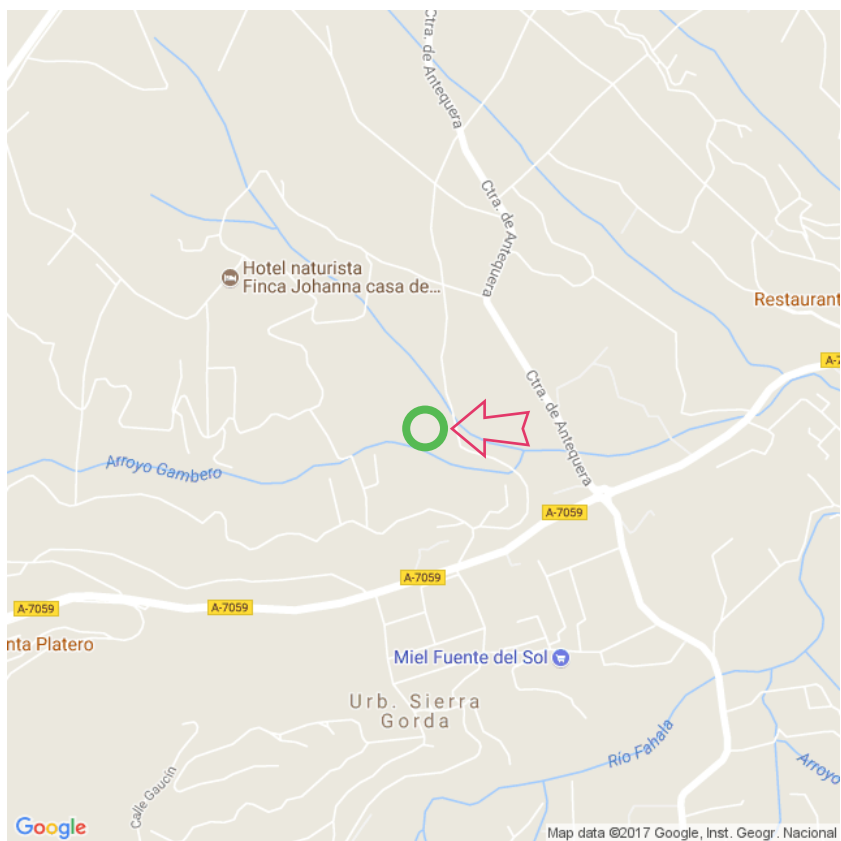 Ctra. de Antequera
Ctra. de Antequera
Hotel naturista
Finca Johanna casa de...
Restaurant
A-7
Ctra. de Antequera
Arroyo Gambero
A-7059
A-7059
A-7059
A-7059
nta Platero
Miel Fuente del Sol
Urb. Sierra
Gorda
Río Fahala
Arroyo
Calle Gaucín
Google
Map data ©2017 Google, Inst. Geogr. Nacional